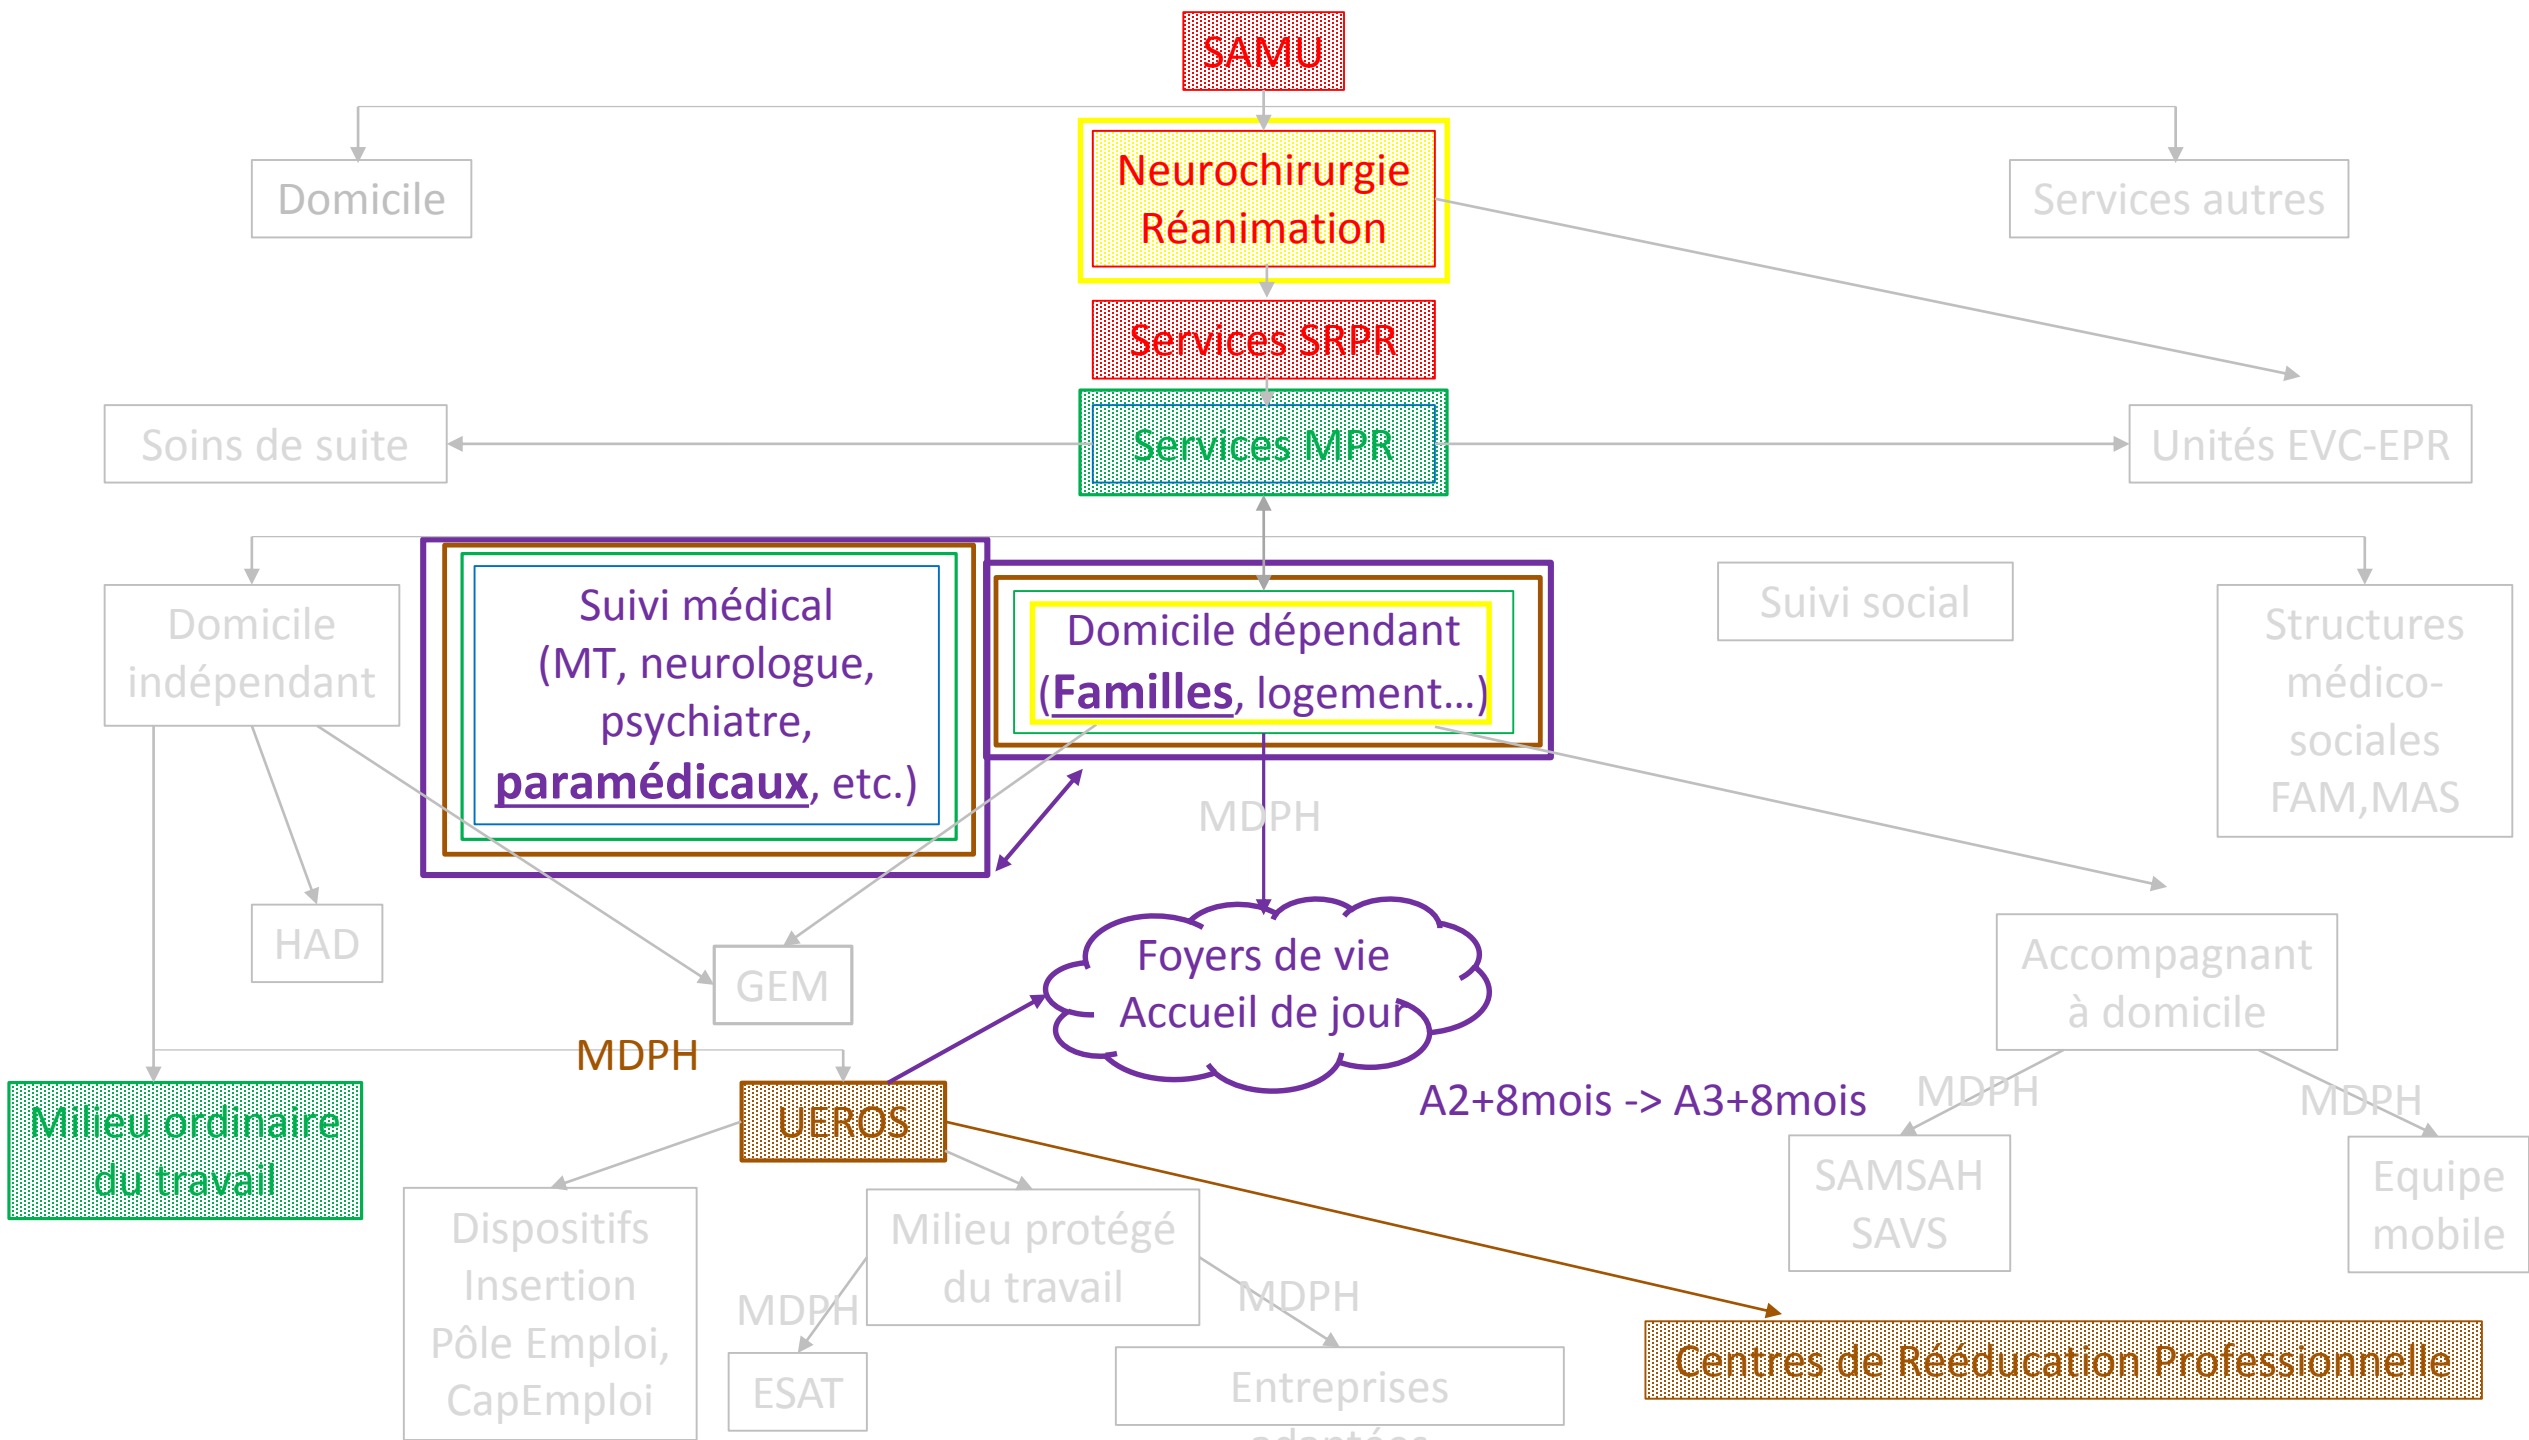 SAMU
Domicile
Neurochirurgie
Réanimation
Services autres
Services SRPR
Soins de suite
Services MPR
Unités EVC-EPR
Domicile
indépendant
Suivi médical
(MT, neurologue,
psychiatre,
paramédicaux, etc.)
Domicile dépendant
(Familles, logement...)
Suivi social
Structures
médico-
sociales
FAM,MAS
MDPH
HAD
GEM
Foyers de vie
Accueil de jour
Accompagnant
à domicile
MDPH
Milieu ordinaire
du travail
UEROS
A2+8mois -> A3+8mois
MDPH
MDPH
SAMSAH
SAVS
Equipe
mobile
Dispositifs
Insertion
Pôle Emploi,
CapEmploi
Milieu protégé
du travail
MDPH
MDPH
ESAT
Entreprises
adaptées
Centres de Rééducation Professionnelle